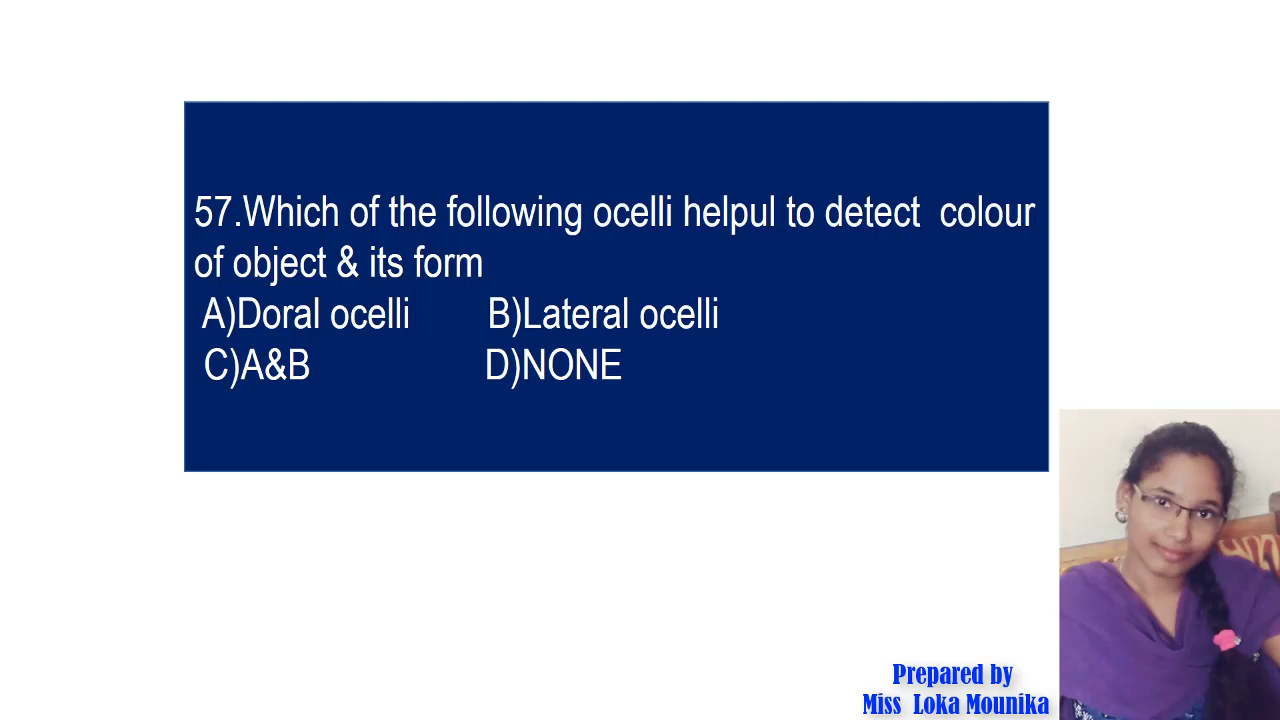 57.Which of the following ocelli helpul to detect colour
of object & its form
A)Doral ocelli B)Lateral ocelli
C)A&B D)NONE
Prepared by
Miss Loka Mounika